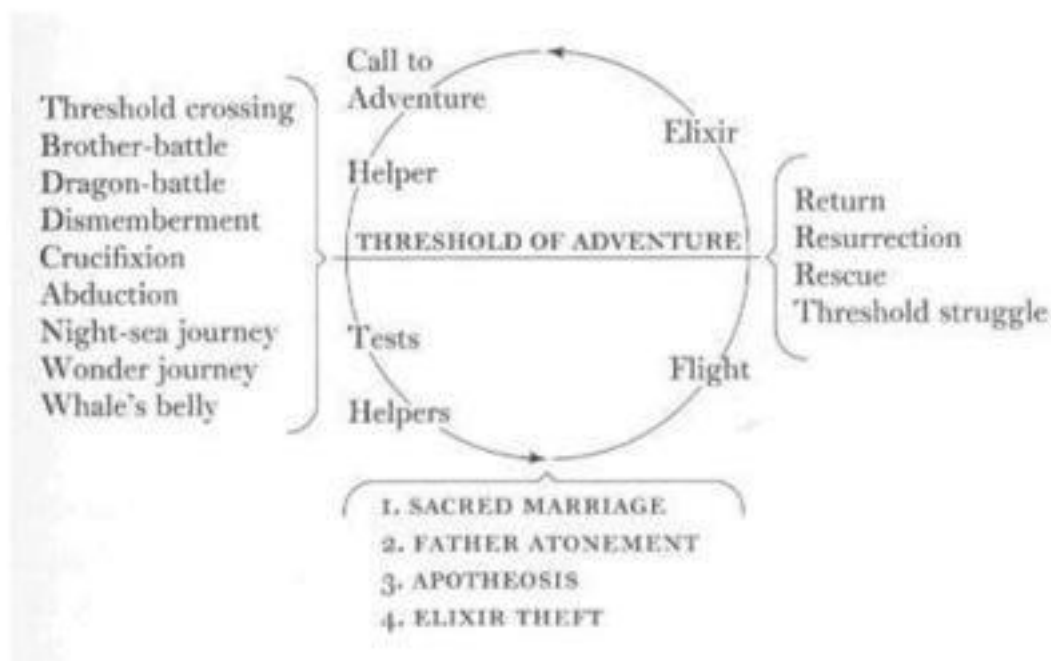 Call to
Adventure
Helper
Threshold crossing
Brother-battle
Dragon-battle
Dismemberment
Crucifixion
Abduction
Night-sea journey
Wonder journey
Whale's belly
THRESHOLD OF ADVENTURE
Tests
Helpers
1. SACRED MARRIAGE
2. FATHER ATONEMENT
3. APOTHEOSIS
4. ELIXIR THEFT
Flight
Return
Resurrection
Rescue
Threshold struggle
Elixir